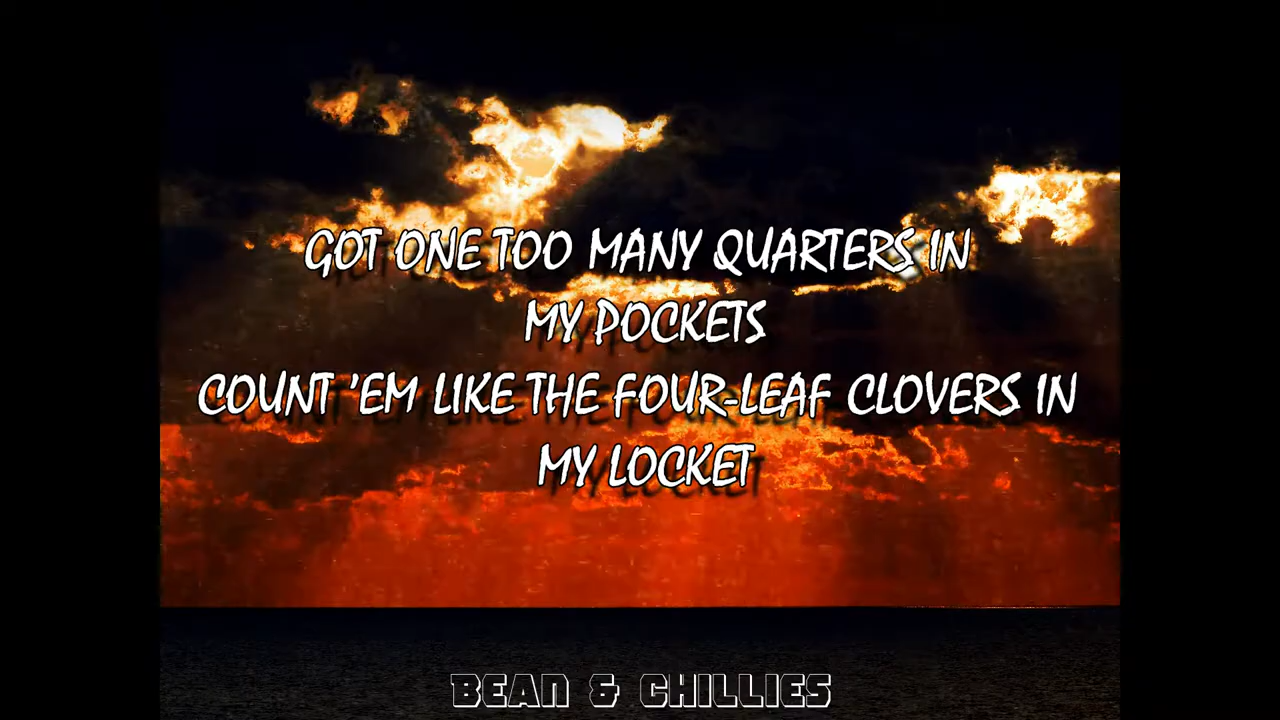 GOT ONE TOO MANY QUARTERS IN
MY POCKETS
COUNT 'EM LIKE THE FOUR-LEAF CLOVERS IN
MY LOCKET
BEAN & CHILLIES